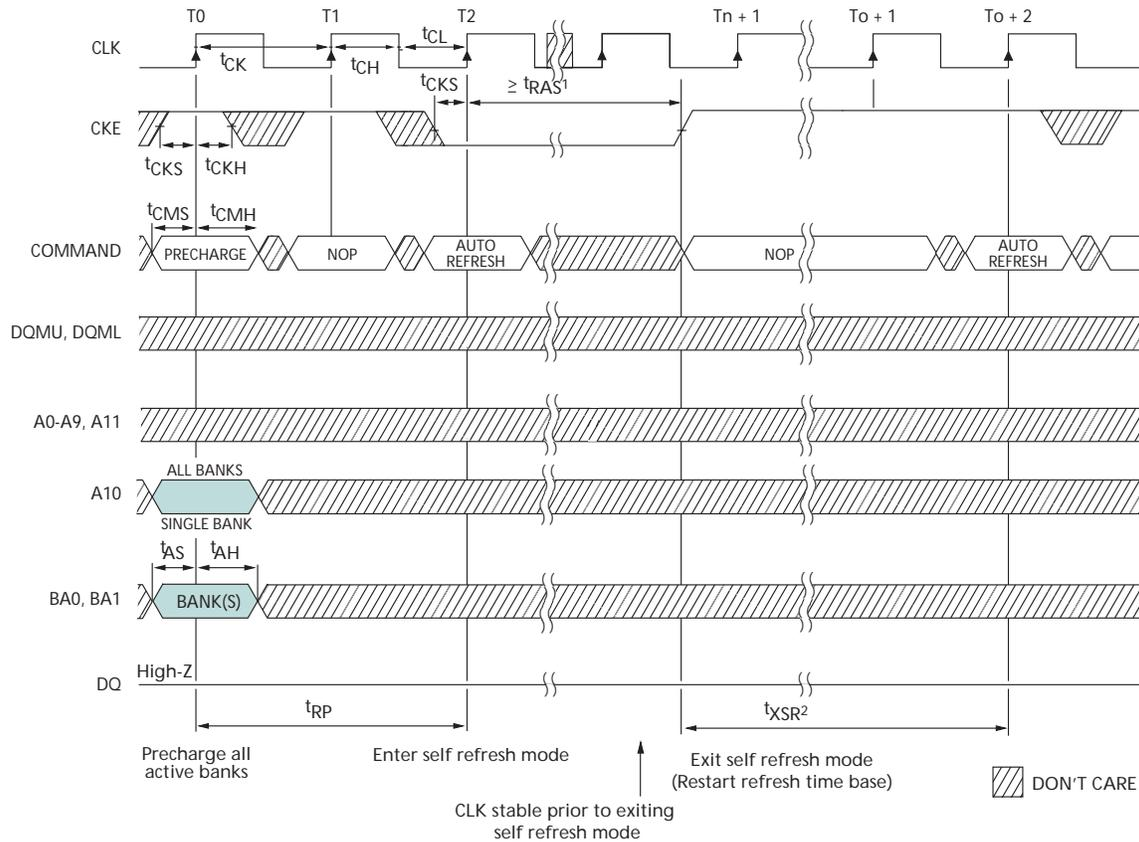 T0 T1 T2 Tn + 1 To + 1 To + 2
CLK
tCK tCH tCL
tCKS ≥ tRAS1
CKE
tCKS tCKH
tCMS tCMH
COMMAND PRECHARGE NOP AUTO REFRESH NOP AUTO REFRESH
DQMU, DQML
A0-A9, A11
ALL BANKS
A10
SINGLE BANK
tAS tAH
BA0, BA1 BANK(S)
High-Z
DQ
tRP tXSR2
Precharge all
active banks
Enter self refresh mode
Exit self refresh mode
(Restart refresh time base)
CLK stable prior to exiting
self refresh mode
DON'T CARE